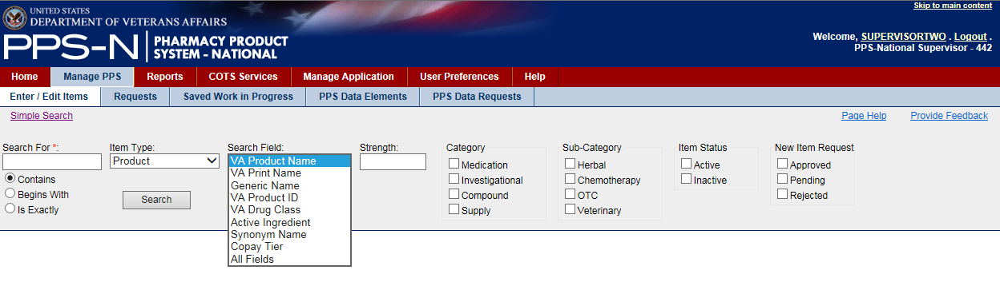 Skip to main content
UNITED STATES
DEPARTMENT OF VETERANS AFFAIRS
PPS-N
PHARMACY PRODUCT
SYSTEM - NATIONAL
Welcome, SUPERVISORTWO . Logout .
PPS-National Supervisor - 442
Home Manage PPS Reports COTS Services Manage Application User Preferences Help
Enter / Edit Items Requests Saved Work in Progress PPS Data Elements PPS Data Requests
Simple Search Page Help Provide Feedback
Search For *:
Contains
Begins With
Is Exactly
Item Type:
Product
Search
Search Field:
VA Product Name
VA Print Name
Generic Name
VA Product ID
VA Drug Class
Active Ingredient
Synonym Name
Copay Tier
All Fields
Strength:
Category
Medication
Investigational
Compound
Supply
Sub-Category
Herbal
Chemotherapy
OTC
Veterinary
Item Status
Active
Inactive
New Item Request
Approved
Pending
Rejected